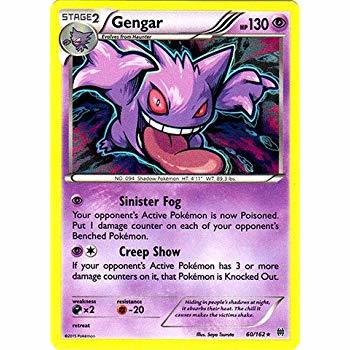 STAGE2
Gengar
HP130
Evolves from Haunter
NO. 094 Shadow Pokémon HT. 4'11" WT. 89.3 lbs.
Sinister Fog
Your opponent's Active Pokémon is now Poisoned.
Put 1 damage counter on each of your opponent's
Benched Pokémon.
Creep Show
If your opponent's Active Pokémon has 3 or more
damage counters on it, that Pokémon is Knocked Out.
weakness
×2
resistance
-20
retreat
Hiding in people's shadows at night,
it absorbs their heat. The chill it
causes makes the victims shake.
Illus. Saya Tsuruta
60/162 ★
©2015 Pokémon